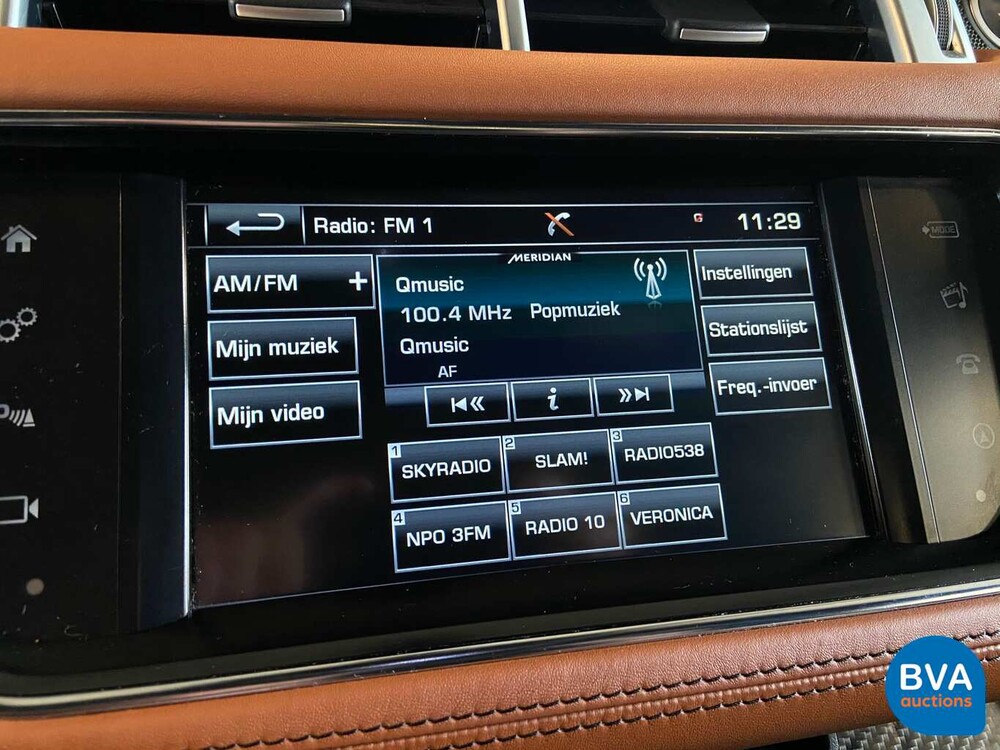 Radio: FM 1
G
11:29
AM/FM +
Mijn muziek
Mijn video
MERIDIAN
Qmusic
100.4 MHz Popmuziek
Qmusic
AF
i
Instellingen
Stationslijst
Freq.-invoer
1 SKYRADIO
2 SLAM!
3 RADIO538
4 NPO 3FM
5 RADIO 10
6 VERONICA
P
MODE
BVA
auctions